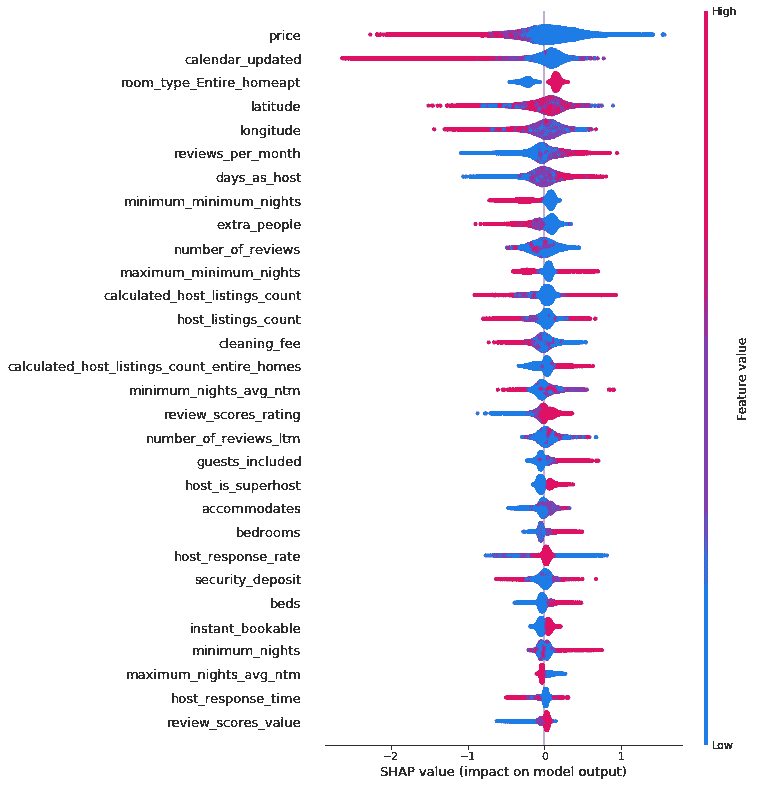 High
price
calendar_updated
room_type_Entire_homeapt
latitude
longitude
reviews_per_month
days_as_host
minimum_minimum_nights
extra_people
number_of_reviews
maximum_minimum_nights
calculated_host_listings_count
host_listings_count
cleaning_fee
calculated_host_listings_count_entire_homes
minimum_nights_avg_ntm
review_scores_rating
number_of_reviews_ltm
guests_included
host_is_superhost
accommodates
bedrooms
host_response_rate
security_deposit
beds
instant_bookable
minimum_nights
maximum_nights_avg_ntm
host_response_time
review_scores_value
Feature value
Low
−2 −1 0 1
SHAP value (impact on model output)